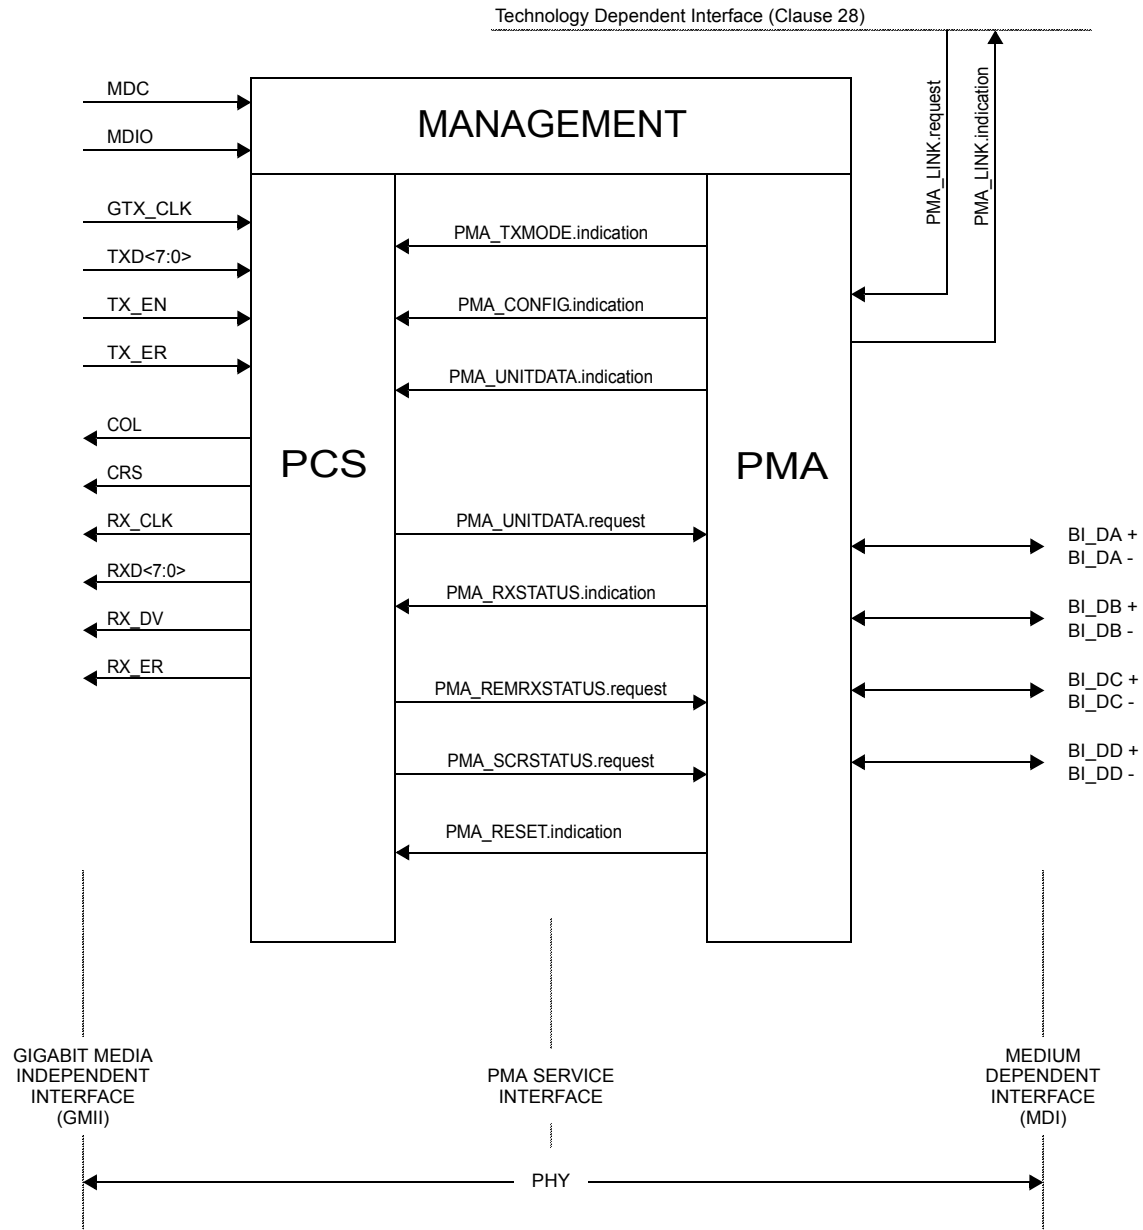 Technology Dependent Interface (Clause 28)
MDC
MDIO
MANAGEMENT
PMA_LINK.request
PMA_LINK.indication
GTX_CLK
TXD<7:0>
TX_EN
TX_ER
COL
CRS
RX_CLK
RXD<7:0>
RX_DV
RX_ER
PCS
PMA_TXMODE.indication
PMA_CONFIG.indication
PMA_UNITDATA.indication
PMA_UNITDATA.request
PMA_RXSTATUS.indication
PMA_REMRXSTATUS.request
PMA_SCRSTATUS.request
PMA_RESET.indication
PMA
BI_DA +
BI_DA -
BI_DB +
BI_DB -
BI_DC +
BI_DC -
BI_DD +
BI_DD -
GIGABIT MEDIA
INDEPENDENT
INTERFACE
(GMII)
PMA SERVICE
INTERFACE
MEDIUM
DEPENDENT
INTERFACE
(MDI)
PHY